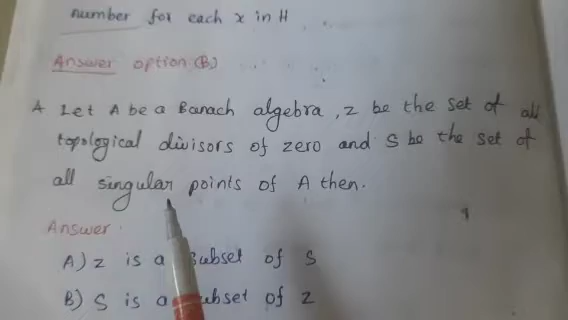 number for each x in H
Answer option (B)
4 Let A be a Banach algebra, z be the set of all
topological divisors of zero and S be the set of
all singular points of A then.
Answer.
A) z is a subset of S
B) S is a subset of z